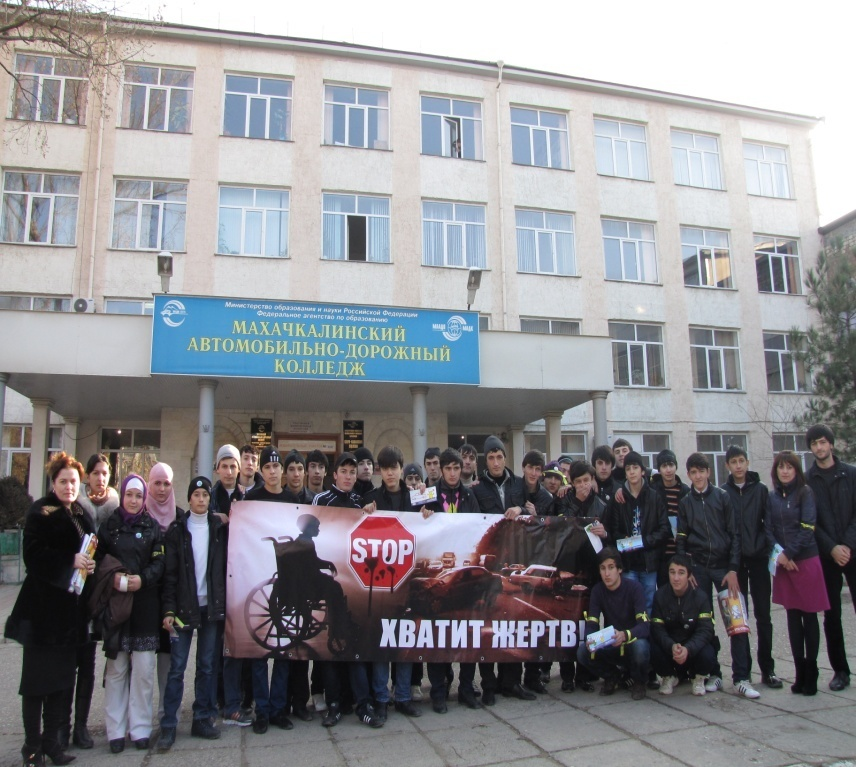 Министерство образования и науки Российской Федерации
Федеральное агентство по образованию
МАХАЧКАЛИНСКИЙ
АВТОМОБИЛЬНО-ДОРОЖНЫЙ
КОЛЛЕДЖ
STOP
ХВАТИТ ЖЕРТВ!